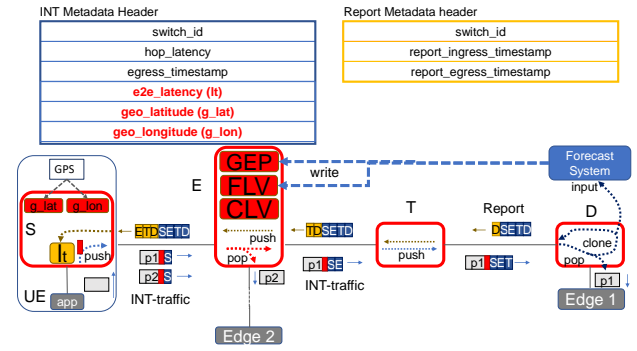 INT Metadata Header
switch_id
hop_latency
egress_timestamp
e2e_latency (lt)
geo_latitude (g_lat)
geo_longitude (g_lon)
Report Metadata header
switch_id
report_ingress_timestamp
report_egress_timestamp
GPS
g_lat
g_lon
S
lt
push
UE
app
ETDSETD
p1 S
p2 S
INT-traffic
E
GEP
FLV
CLV
push
pop
p2
Edge 2
write
TDSETD
p1 SE
INT-traffic
T
push
Report
DSETD
p1 SET
Forecast
System
input
D
clone
pop
p1
Edge 1